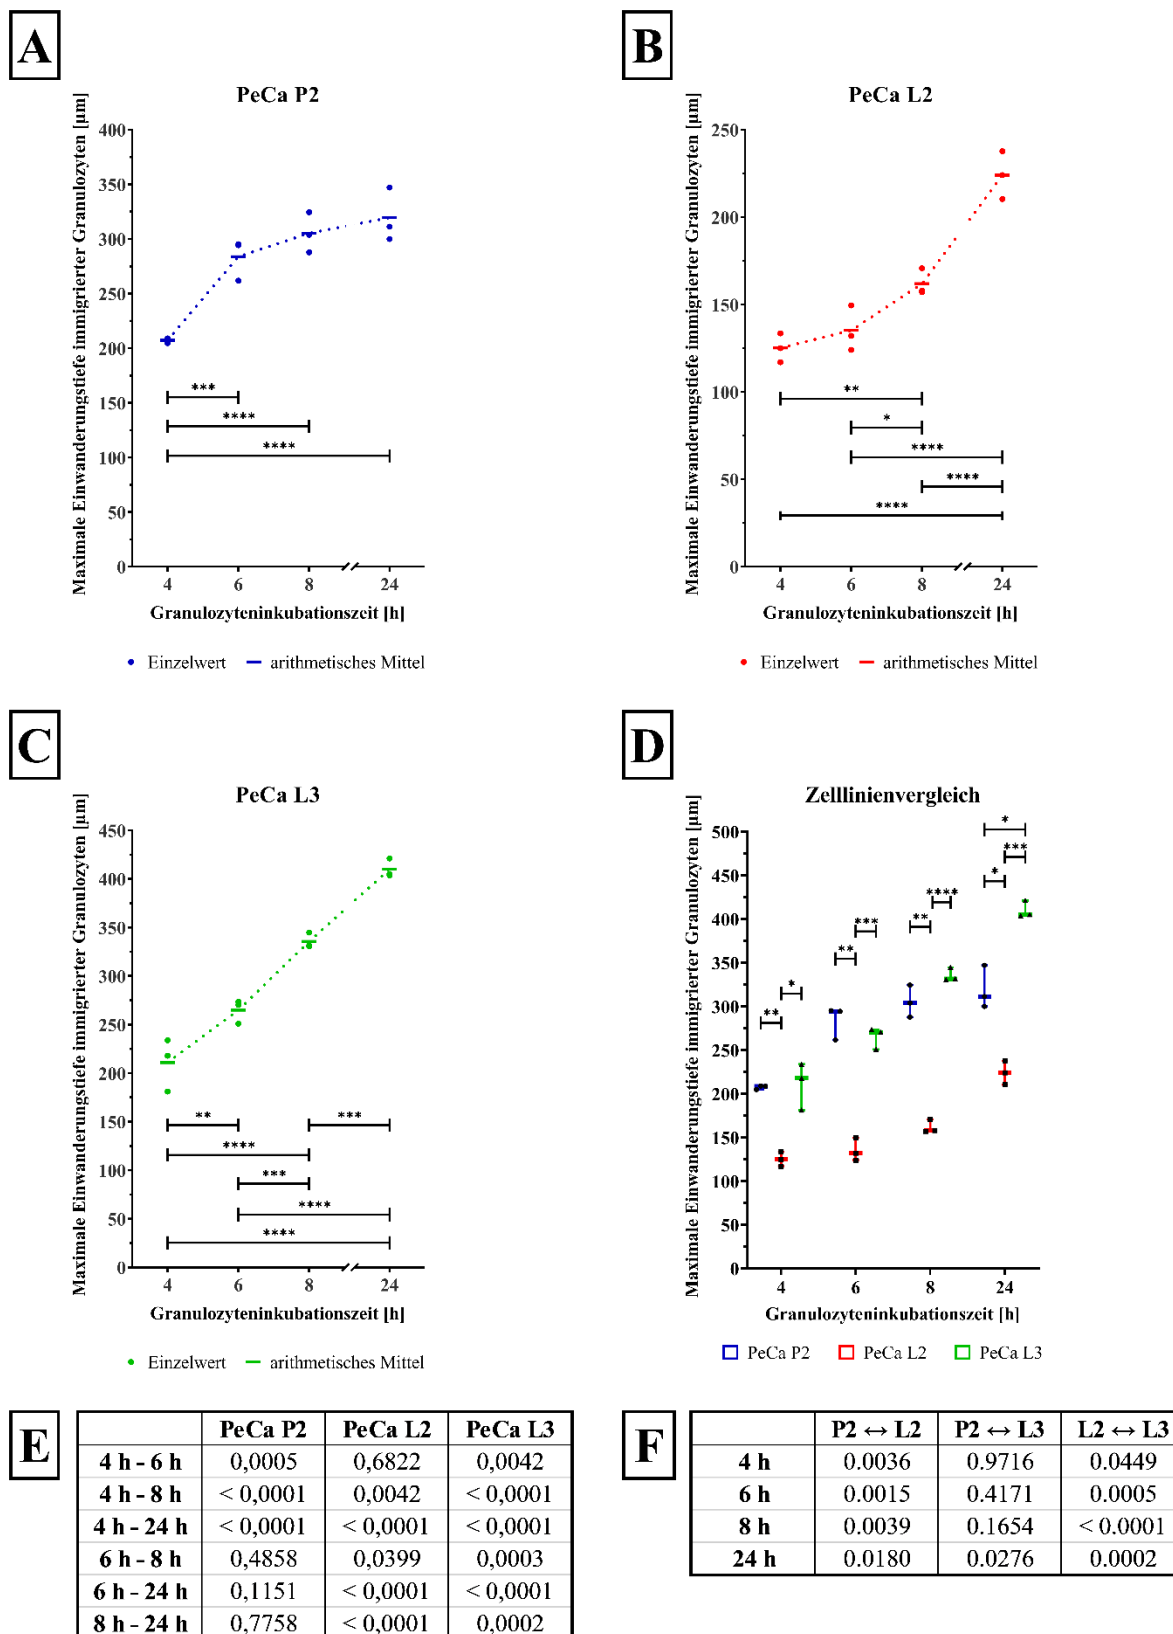 A
PeCa P2
Maximale Einwanderungstiefe immigrierter Granulozyten [µm]
400
350
300
250
200
150
100
50
0
***
****
****
4 6 8 24
Granulozyteninkubationszeit [h]
Einzelwert arithmetisches Mittel
B
PeCa L2
Maximale Einwanderungstiefe immigrierter Granulozyten [µm]
250
200
150
100
50
0
**
*
****
****
****
4 6 8 24
Granulozyteninkubationszeit [h]
Einzelwert arithmetisches Mittel
C
PeCa L3
Maximale Einwanderungstiefe immigrierter Granulozyten [µm]
450
400
350
300
250
200
150
100
50
0
** ***
****
***
****
****
4 6 8 24
Granulozyteninkubationszeit [h]
Einzelwert arithmetisches Mittel
D
Zelllinienvergleich
Maximale Einwanderungstiefe immigrierter Granulozyten [µm]
500
450
400
350
300
250
200
150
100
50
0
** *
** ***
** ****
* *** *
4 6 8 24
Granulozyteninkubationszeit [h]
PeCa P2 PeCa L2 PeCa L3
E
PeCa P2 PeCa L2 PeCa L3
4 h - 6 h 0,0005 0,6822 0,0042
4 h - 8 h < 0,0001 0,0042 < 0,0001
4 h - 24 h < 0,0001 < 0,0001 < 0,0001
6 h - 8 h 0,4858 0,0399 0,0003
6 h - 24 h 0,1151 < 0,0001 < 0,0001
8 h - 24 h 0,7758 < 0,0001 0,0002
F
P2 ↔ L2 P2 ↔ L3 L2 ↔ L3
4 h 0.0036 0.9716 0.0449
6 h 0.0015 0.4171 0.0005
8 h 0.0039 0.1654 < 0.0001
24 h 0.0180 0.0276 0.0002